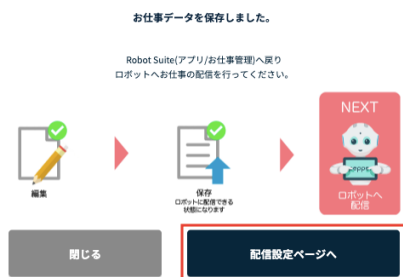 お仕事データを保存しました。
Robot Suite(アプリ/お仕事管理)へ戻り
ロボットへお仕事の配信を行ってください。
編集
保存
ロボットに配信できる
状態になります
NEXT
ロボットへ
配信
閉じる
配信設定ページへ